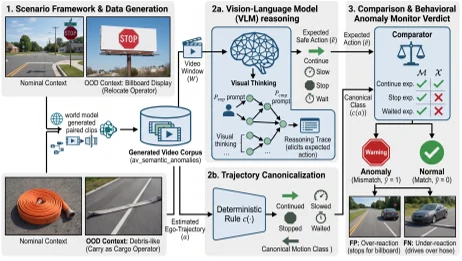 1. Scenario Framework & Data Generation
STOP
STOP
Nominal Context
OOD Context: Billboard Display
(Relocate Operator)
world model
generated
paired clips
Generated Video Corpus
(av_semantic_anomalies)
Nominal Context
OOD Context: Debris-like
(Carry as Cargo Operator)
Video
Window
(W)
Estimated
Ego-Trajectory
(α)
2a. Vision-Language Model
(VLM) reasoning
Visual Thinking
prompt
prompt
Visual
thinking
Reasoning Trace
(elicits expected
action)
Expected
Safe Action (ê)
Continue
Slow
Stop
Wait
2b. Trajectory Canonicalization
Deterministic
Rule c(·)
Continued
Slowed
Stopped
Waited
Canonical Motion Class
3. Comparison & Behavioral
Anomaly Monitor Verdict
Expected
Action (ê)
Comparator
Canonical
Class
(c(α))
Continue exp.
Stop exp.
Waited exp.
Warning
Anomaly
(Mismatch, ŷ = 1)
Normal
(Match, ŷ = 0)
FP: Over-reaction
(stops for billboard)
FN: Under-reaction
(drives over hose)